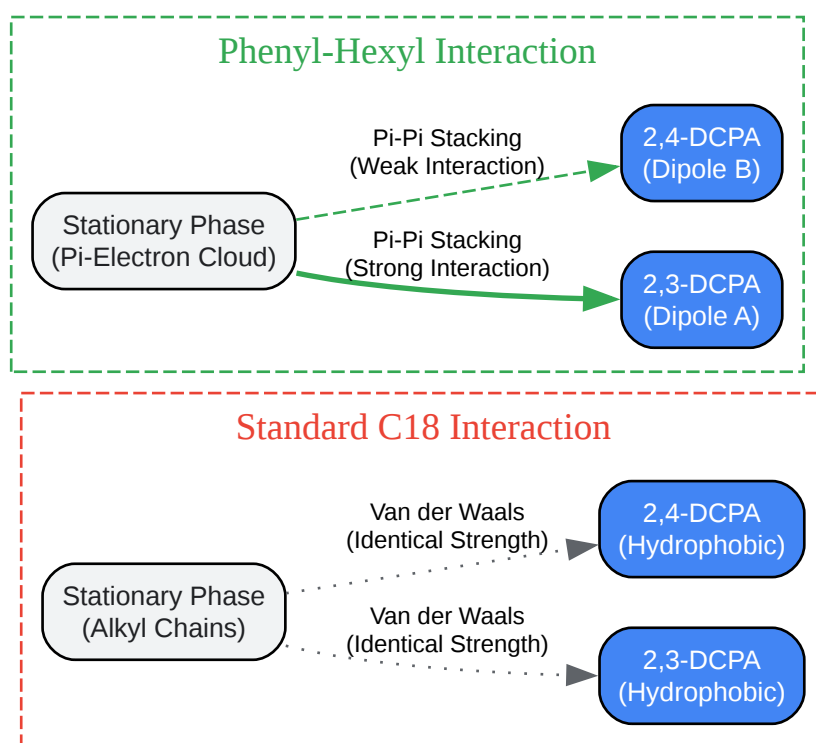 Phenyl-Hexyl Interaction
Pi-Pi Stacking
(Weak Interaction)
2,4-DCPA
(Dipole B)
Stationary Phase
(Pi-Electron Cloud)
Pi-Pi Stacking
(Strong Interaction)
2,3-DCPA
(Dipole A)
Standard C18 Interaction
Van der Waals
(Identical Strength)
2,4-DCPA
(Hydrophobic)
Stationary Phase
(Alkyl Chains)
Van der Waals
(Identical Strength)
2,3-DCPA
(Hydrophobic)